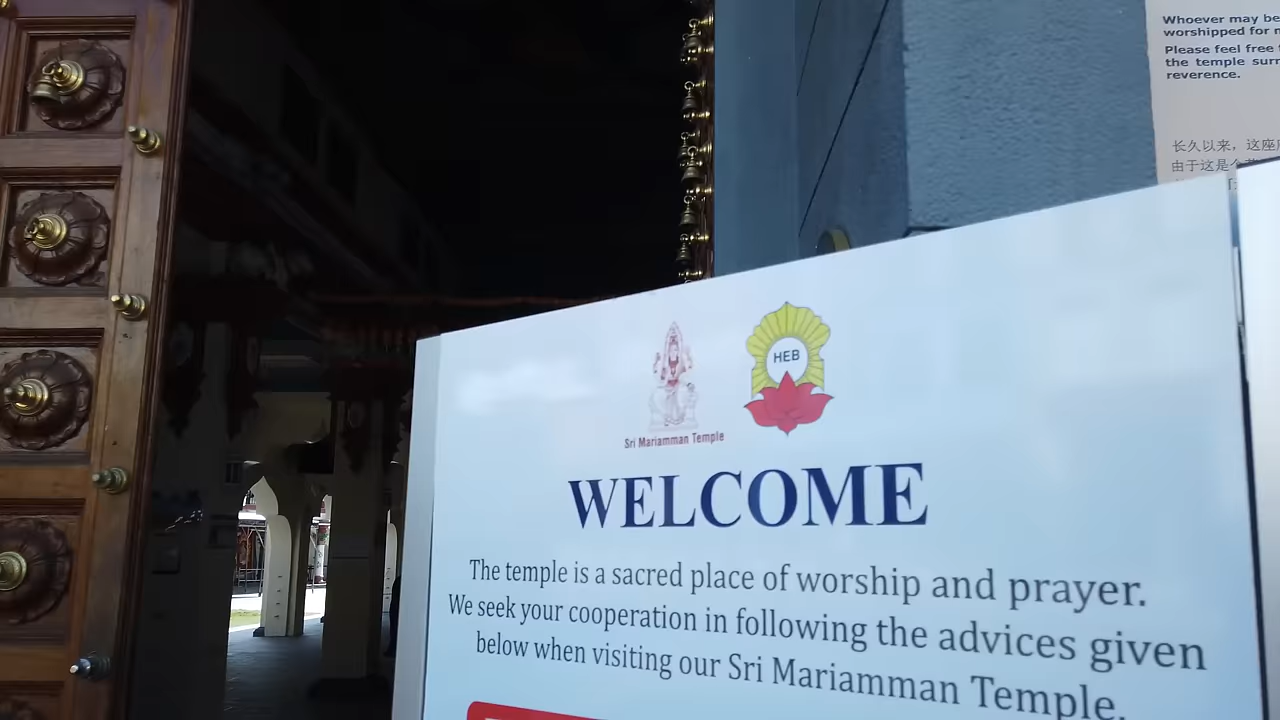 Whoever may be
worshipped for
Please feel free
the temple surr
reverence.
长久以来，这座
由于这是
HEB
Sri Mariamman Temple
WELCOME
The temple is a sacred place of worship and prayer.
We seek your cooperation in following the advices given
below when visiting our Sri Mariamman Temple.